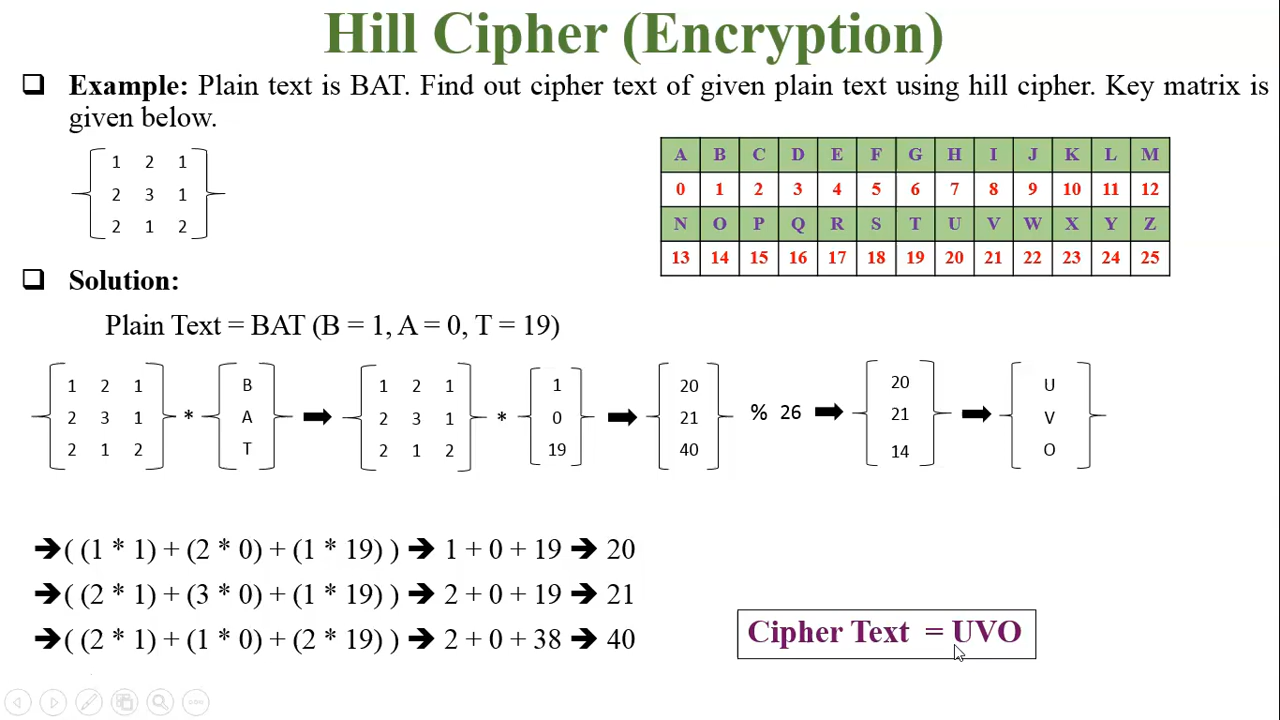 Hill Cipher (Encryption)
Example: Plain text is BAT. Find out cipher text of given plain text using hill cipher. Key matrix is
given below.
1 2 1
2 3 1
2 1 2
A B C D E F G H I J K L M
0 1 2 3 4 5 6 7 8 9 10 11 12
N O P Q R S T U V W X Y Z
13 14 15 16 17 18 19 20 21 22 23 24 25
Solution:
Plain Text = BAT (B = 1, A = 0, T = 19)
1 2 1 B 1 2 1 1 20 20 U
2 3 1 * A ➡ 2 3 1 * 0 ➡ 21 % 26 ➡ 21 ➡ V
2 1 2 T 2 1 2 19 40 14 O
➔( (1 * 1) + (2 * 0) + (1 * 19) ) ➔ 1 + 0 + 19 ➔ 20
➔( (2 * 1) + (3 * 0) + (1 * 19) ) ➔ 2 + 0 + 19 ➔ 21
➔( (2 * 1) + (1 * 0) + (2 * 19) ) ➔ 2 + 0 + 38 ➔ 40
Cipher Text = UVO